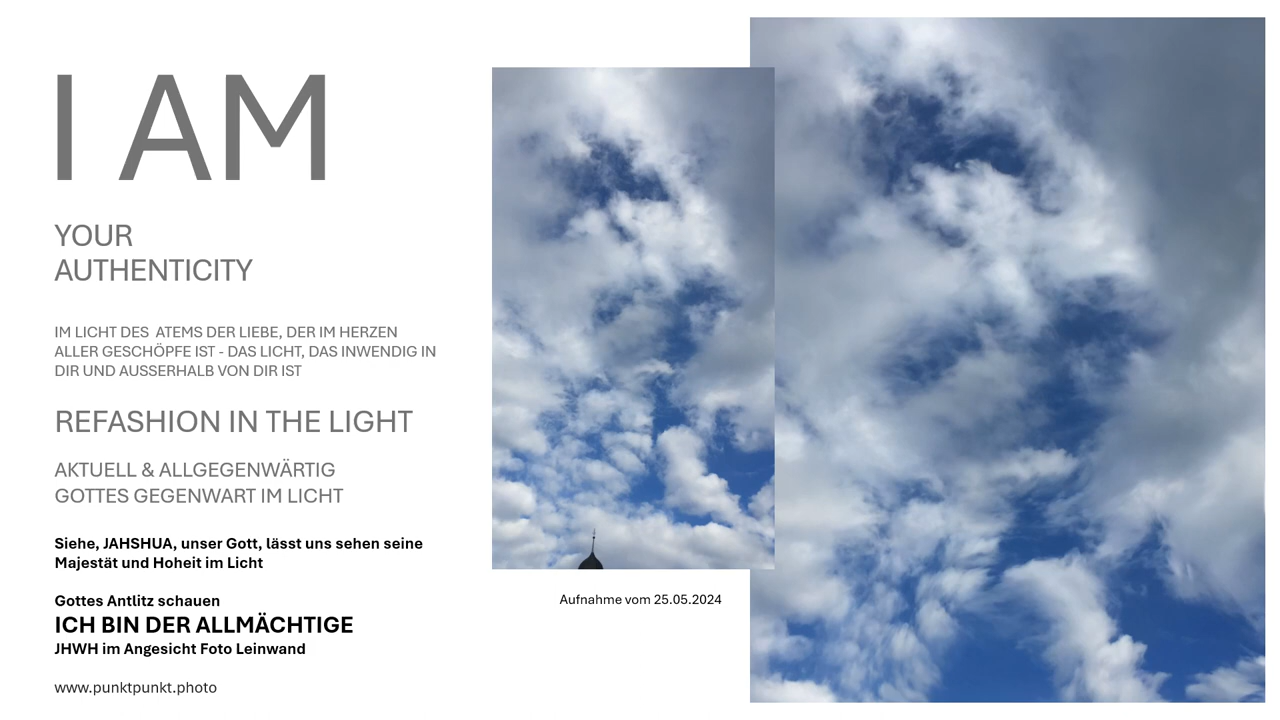 I AM
YOUR
AUTHENTICITY
IM LICHT DES  ATEMS DER LIEBE, DER IM HERZEN
ALLER GESCHÖPFE IST - DAS LICHT, DAS INWENDIG IN
DIR UND AUSSERHALB VON DIR IST
REFASHION IN THE LIGHT
AKTUELL & ALLGEGENWÄRTIG
GOTTES GEGENWART IM LICHT
Siehe, JAHSHUA, unser Gott, lässt uns sehen seine
Majestät und Hoheit im Licht
Gottes Antlitz schauen
ICH BIN DER ALLMÄCHTIGE
JHWH im Angesicht Foto Leinwand
www.punktpunkt.photo
Aufnahme vom 25.05.2024